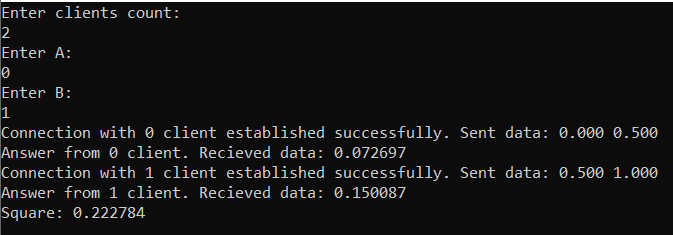 Enter clients count:
2
Enter A:
0
Enter B:
1
Connection with 0 client established successfully. Sent data: 0.000 0.500
Answer from 0 client. Recieved data: 0.072697
Connection with 1 client established successfully. Sent data: 0.500 1.000
Answer from 1 client. Recieved data: 0.150087
Square: 0.222784